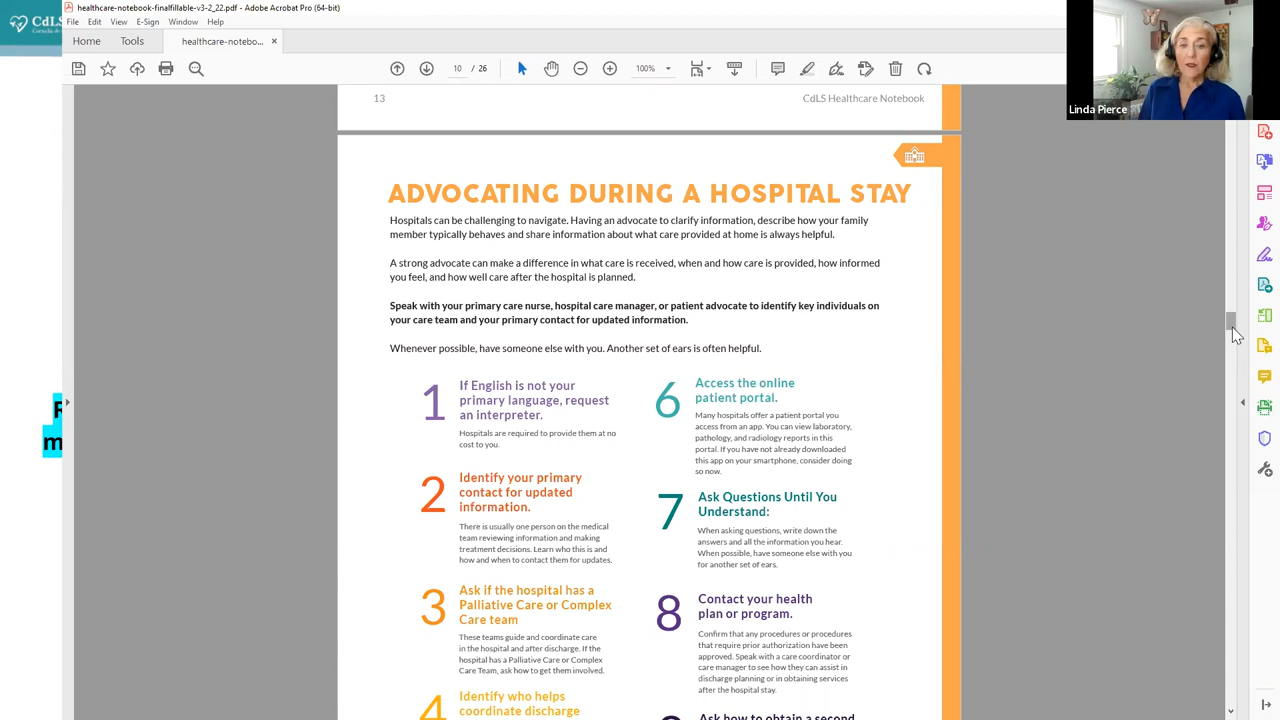 healthcare-notebook-finalfillable-v3-2_22.pdf - Adobe Acrobat Pro (64-bit)
File Edit View E-Sign Window Help
Home Tools healthcare-notebo... ×
10 / 26 100%
CdLS
Linda Pierce
13 CdLS Healthcare Notebook
ADVOCATING DURING A HOSPITAL STAY
Hospitals can be challenging to navigate. Having an advocate to clarify information, describe how your family
member typically behaves and share information about what care provided at home is always helpful.
A strong advocate can make a difference in what care is received, when and how care is provided, how informed
you feel, and how well care after the hospital is planned.
Speak with your primary care nurse, hospital care manager, or patient advocate to identify key individuals on
your care team and your primary contact for updated information.
Whenever possible, have someone else with you. Another set of ears is often helpful.
1
If English is not your
primary language, request
an interpreter.
Hospitals are required to provide them at no
cost to you.
2
Identify your primary
contact for updated
information.
There is usually one person on the medical
team reviewing information and making
treatment decisions. Learn who this is and
how and when to contact them for updates.
3
Ask if the hospital has a
Palliative Care or Complex
Care team
These teams guide and coordinate care
in the hospital and after discharge. If the
hospital has a Palliative Care or Complex
Care Team, ask how to get them involved.
4
Identify who helps
coordinate discharge
6
Access the online
patient portal.
Many hospitals offer a patient portal you
access from an app. You can view laboratory,
pathology, and radiology reports in this
portal. If you have not already downloaded
this app on your smartphone, consider doing
so now.
7
Ask Questions Until You
Understand:
When asking questions, write down the
answers and all the information you hear.
When possible, have someone else with you
for another set of ears.
8
Contact your health
plan or program.
Confirm that any procedures or procedures
that require prior authorization have been
approved. Speak with a care coordinator or
care manager to see how they can assist in
discharge planning or in obtaining services
after the hospital stay.
Ask how to obtain a second